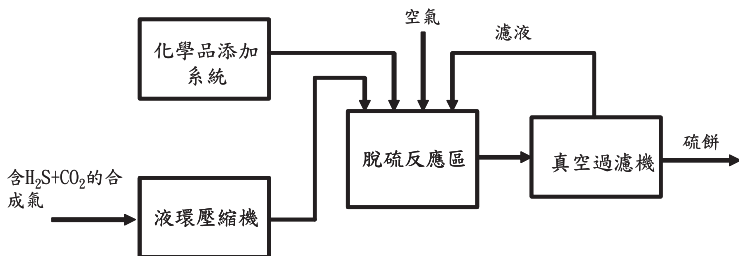 空氣
化學品添加
系統
濾液
脫硫反應區
真空過濾機
硫餅
含H₂S+CO₂的合
成氣
液環壓縮機